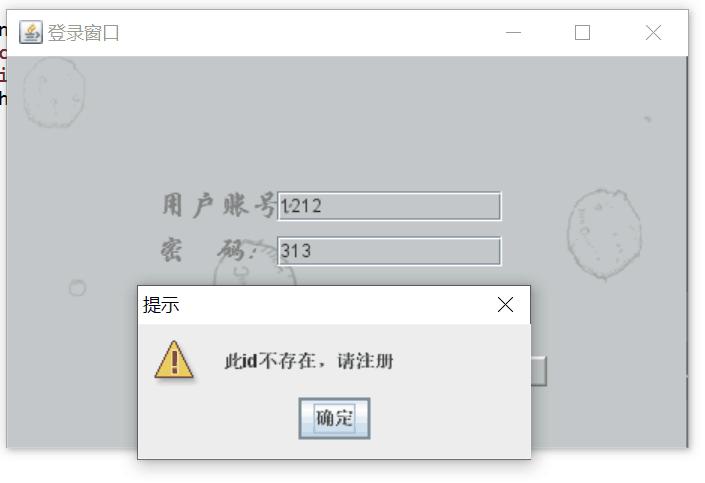 登录窗口
用户账号
1212
密 码：
313
提示
此id不存在，请注册
确定